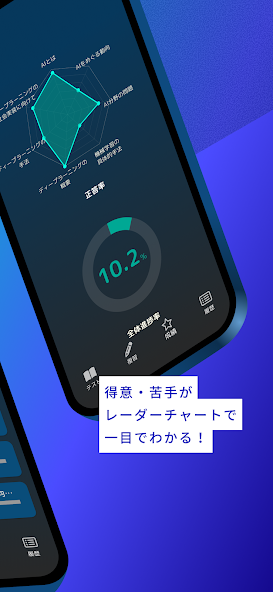 AIとは
AIをめぐる動向
ディープラーニングの
社会実装に向けて
AI分野の問題
ディープラーニングの
手法
機械学習の
具体的手法
ディープラーニングの
概要
正答率
10.2%
全体進捗率
テスト
復習
成績
履歴
得意・苦手が
レーダーチャートで
一目でわかる！
履歴